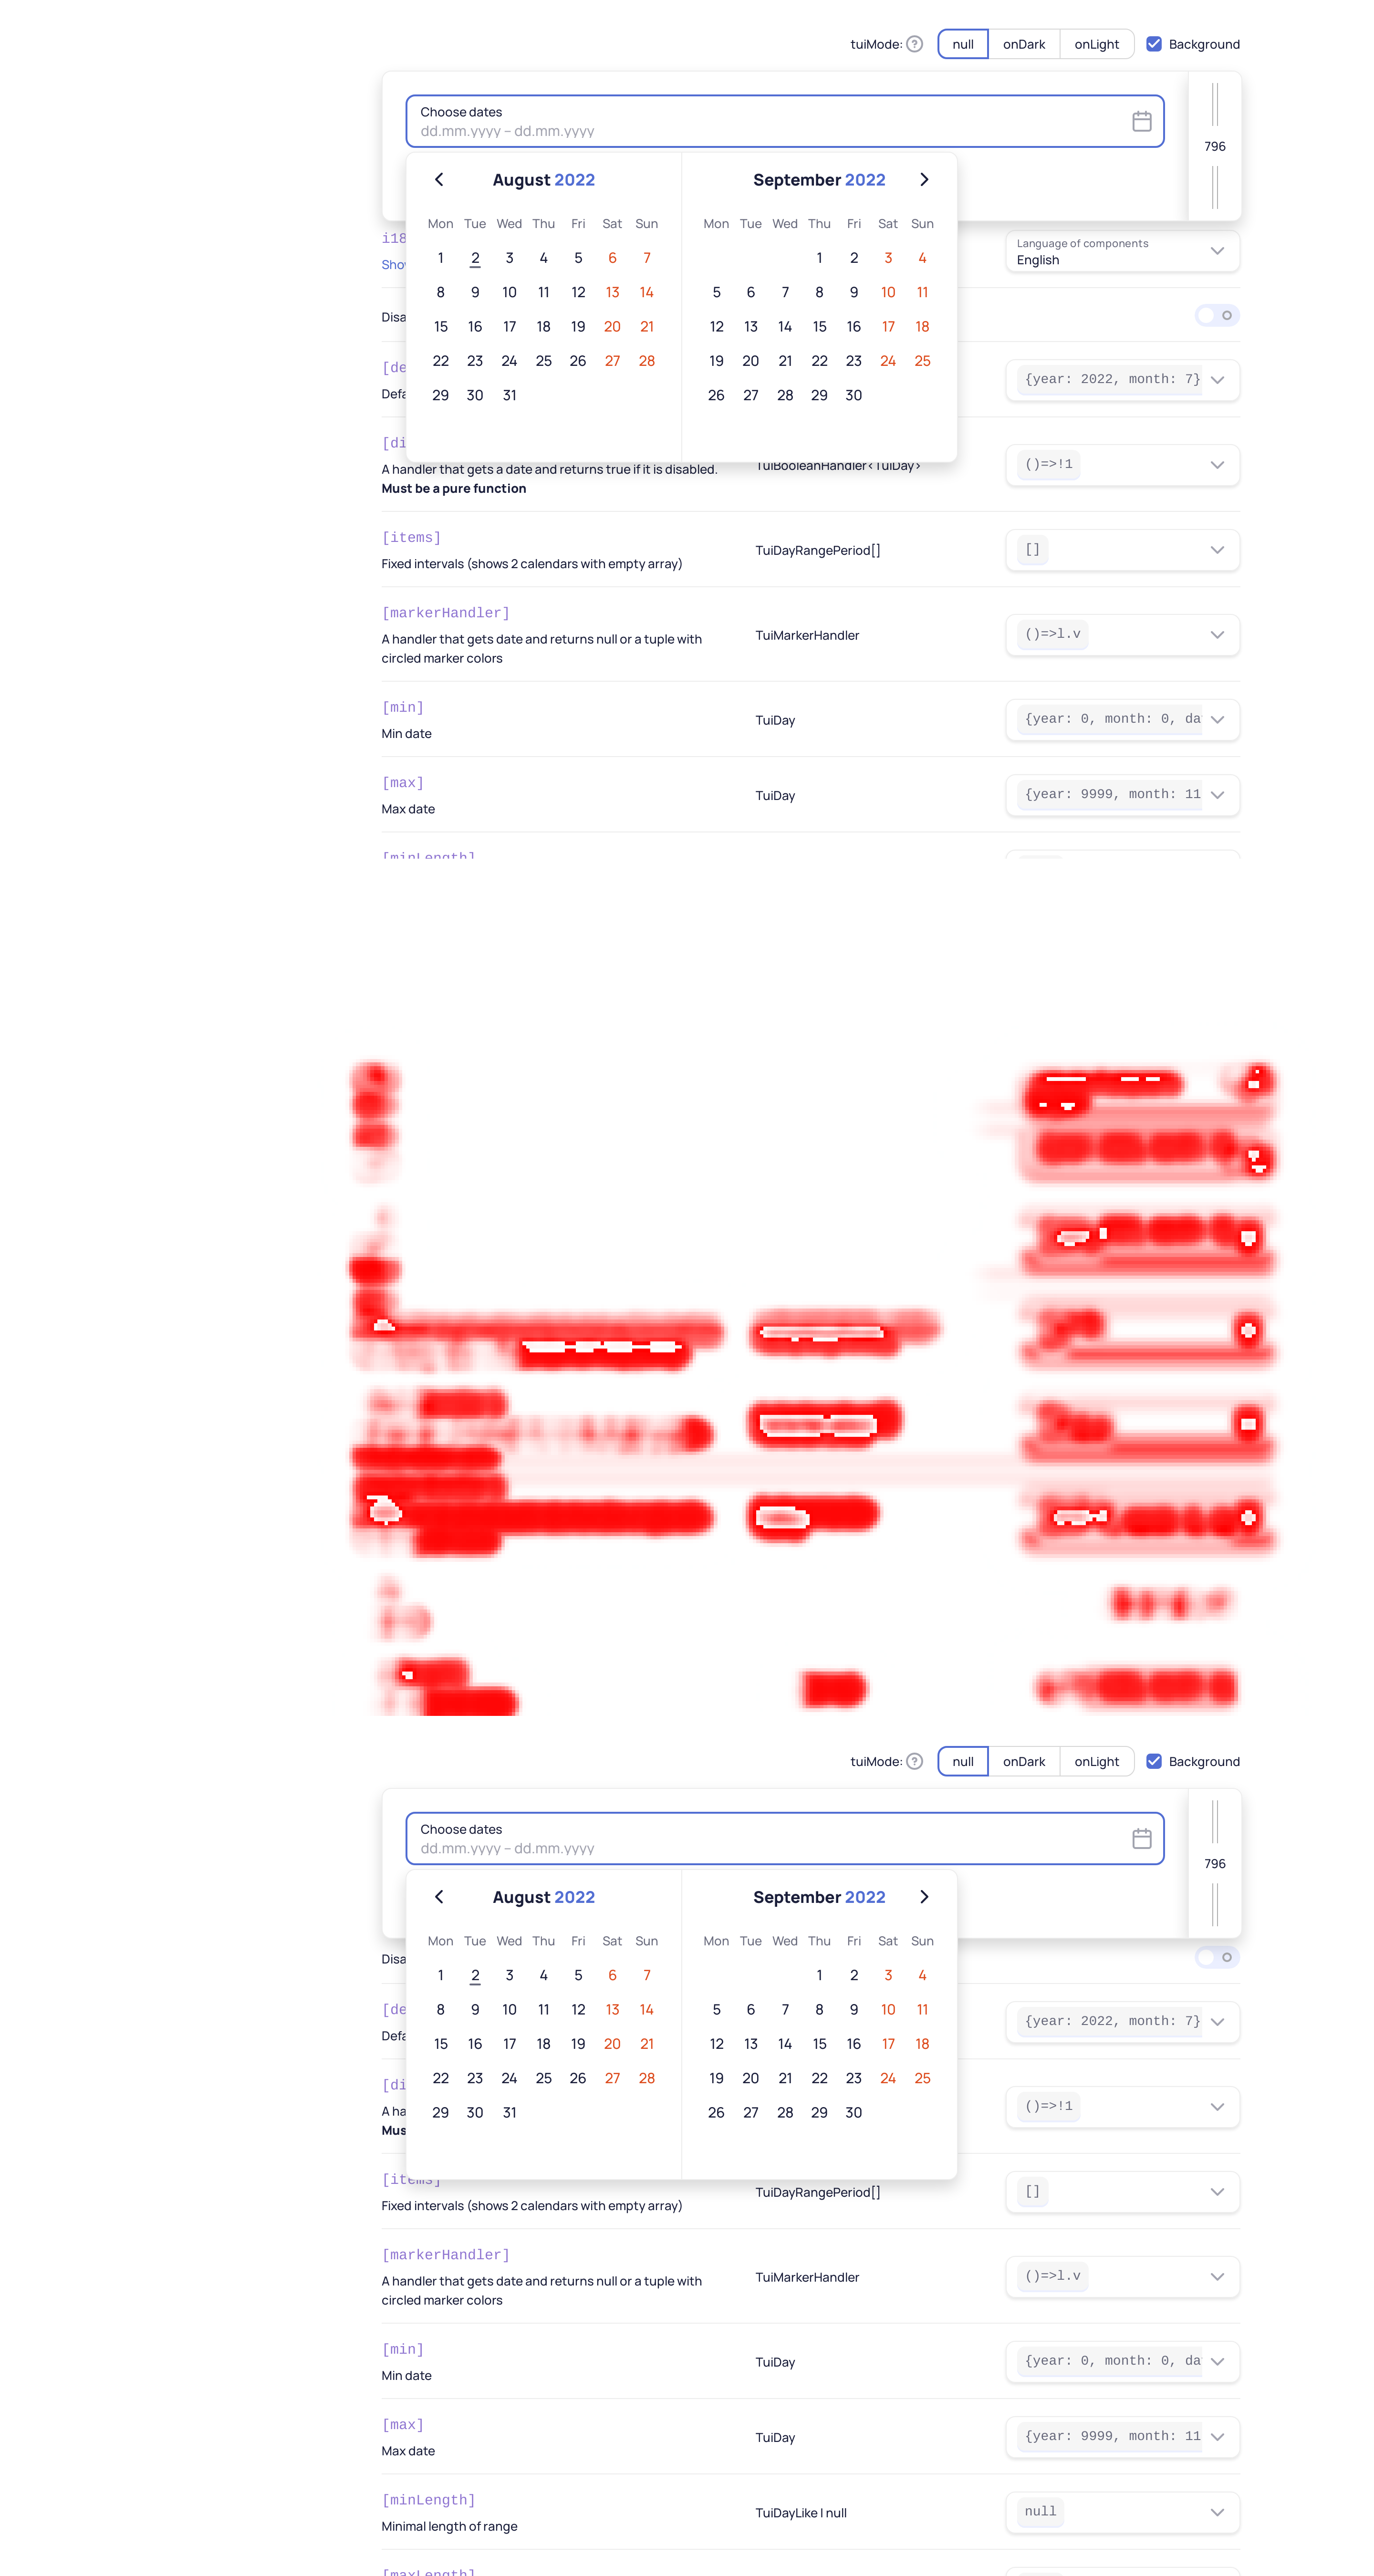 tuiMode: ? null onDark onLight Background
Choose dates
dd.mm.yyyy – dd.mm.yyyy
796
August 2022 September 2022
Mon Tue Wed Thu Fri Sat Sun Mon Tue Wed Thu Fri Sat Sun
i18
Language of components
1 2 3 4 5 6 7 1 2 3 4
Sho
English
8 9 10 11 12 13 14 5 6 7 8 9 10 11
Disa
15 16 17 18 19 20 21 12 13 14 15 16 17 18
22 23 24 25 26 27 28 19 20 21 22 23 24 25
[de
{year: 2022, month: 7}
Defa
29 30 31 26 27 28 29 30
[di
A handler that gets a date and returns true if it is disabled. TuiBooleanHandler<TuiDay> ()=>!1
Must be a pure function
[items]
TuiDayRangePeriod[] []
Fixed intervals (shows 2 calendars with empty array)
[markerHandler]
A handler that gets date and returns null or a tuple with TuiMarkerHandler ()=>l.v
circled marker colors
[min]
TuiDay {year: 0, month: 0, da
Min date
[max]
TuiDay {year: 9999, month: 11
Max date
[minLength]
tuiMode: ? null onDark onLight Background
Choose dates
dd.mm.yyyy – dd.mm.yyyy
796
August 2022 September 2022
Mon Tue Wed Thu Fri Sat Sun Mon Tue Wed Thu Fri Sat Sun
Disa
1 2 3 4 5 6 7 1 2 3 4
8 9 10 11 12 13 14 5 6 7 8 9 10 11
[de
{year: 2022, month: 7}
Defa
15 16 17 18 19 20 21 12 13 14 15 16 17 18
22 23 24 25 26 27 28 19 20 21 22 23 24 25
[di
()=>!1
A ha
29 30 31 26 27 28 29 30
Mus
[items]
TuiDayRangePeriod[] []
Fixed intervals (shows 2 calendars with empty array)
[markerHandler]
A handler that gets date and returns null or a tuple with TuiMarkerHandler ()=>l.v
circled marker colors
[min]
TuiDay {year: 0, month: 0, da
Min date
[max]
TuiDay {year: 9999, month: 11
Max date
[minLength]
TuiDayLike | null null
Minimal length of range
[maxLength]